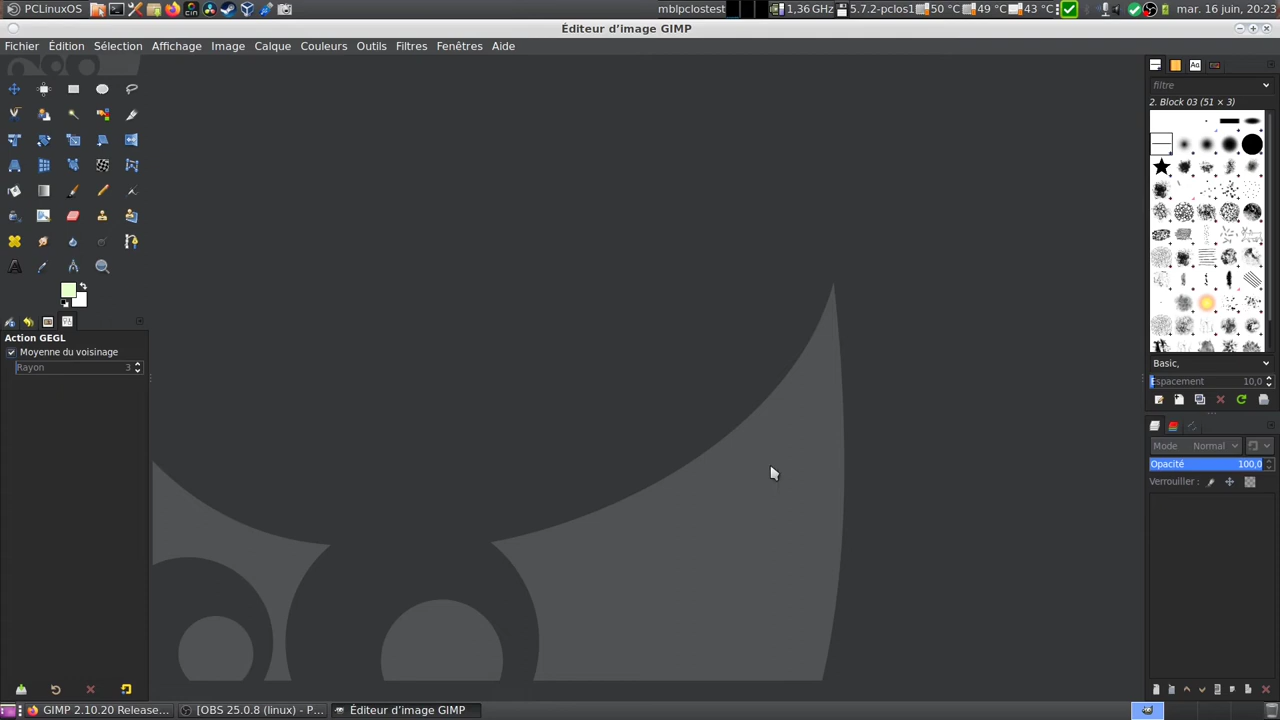 PCLinuxOS
mblpclostest
1,36 GHz
5.7.2-pclos1
50 °C
49 °C
43 °C
mar. 16 juin, 20:23
Éditeur d’image GIMP
Fichier Édition Sélection Affichage Image Calque Couleurs Outils Filtres Fenêtres Aide
filtre
2. Block 03 (51 × 3)
Action GEGL
Moyenne du voisinage
Rayon 3
Basic,
Espacement 10,0
Mode Normal
Opacité 100,0
Verrouiller :
GIMP 2.10.20 Release...
[OBS 25.0.8 (linux) - P...
Éditeur d’image GIMP